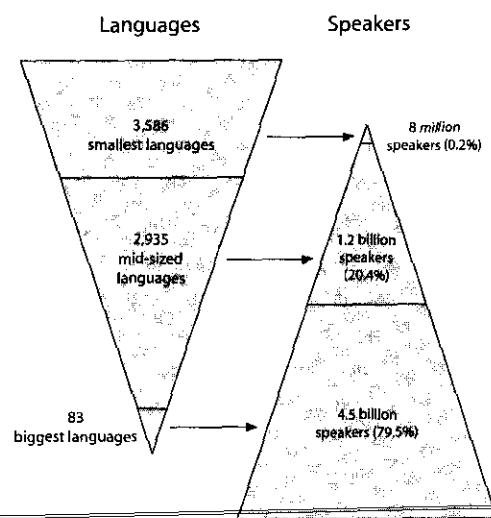 Languages
Speakers
3,586
smallest languages
8 million
speakers (0.2%)
2,935
mid-sized
languages
1.2 billion
speakers
(20.4%)
83
biggest languages
4.5 billion
speakers (79.5%)